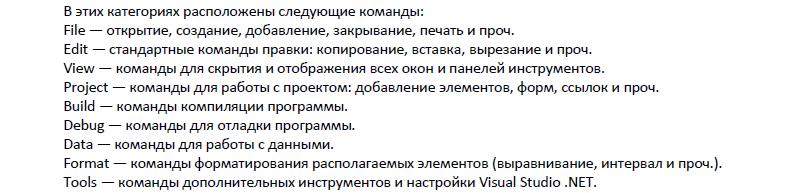 В этих категориях расположены следующие команды:
File — открытие, создание, добавление, закрывание, печать и проч.
Edit — стандартные команды правки: копирование, вставка, вырезание и проч.
View — команды для скрытия и отображения всех окон и панелей инструментов.
Project — команды для работы с проектом: добавление элементов, форм, ссылок и проч.
Build — команды компиляции программы.
Debug — команды для отладки программы.
Data — команды для работы с данными.
Format — команды форматирования располагаемых элементов (выравнивание, интервал и проч.).
Tools — команды дополнительных инструментов и настройки Visual Studio .NET.